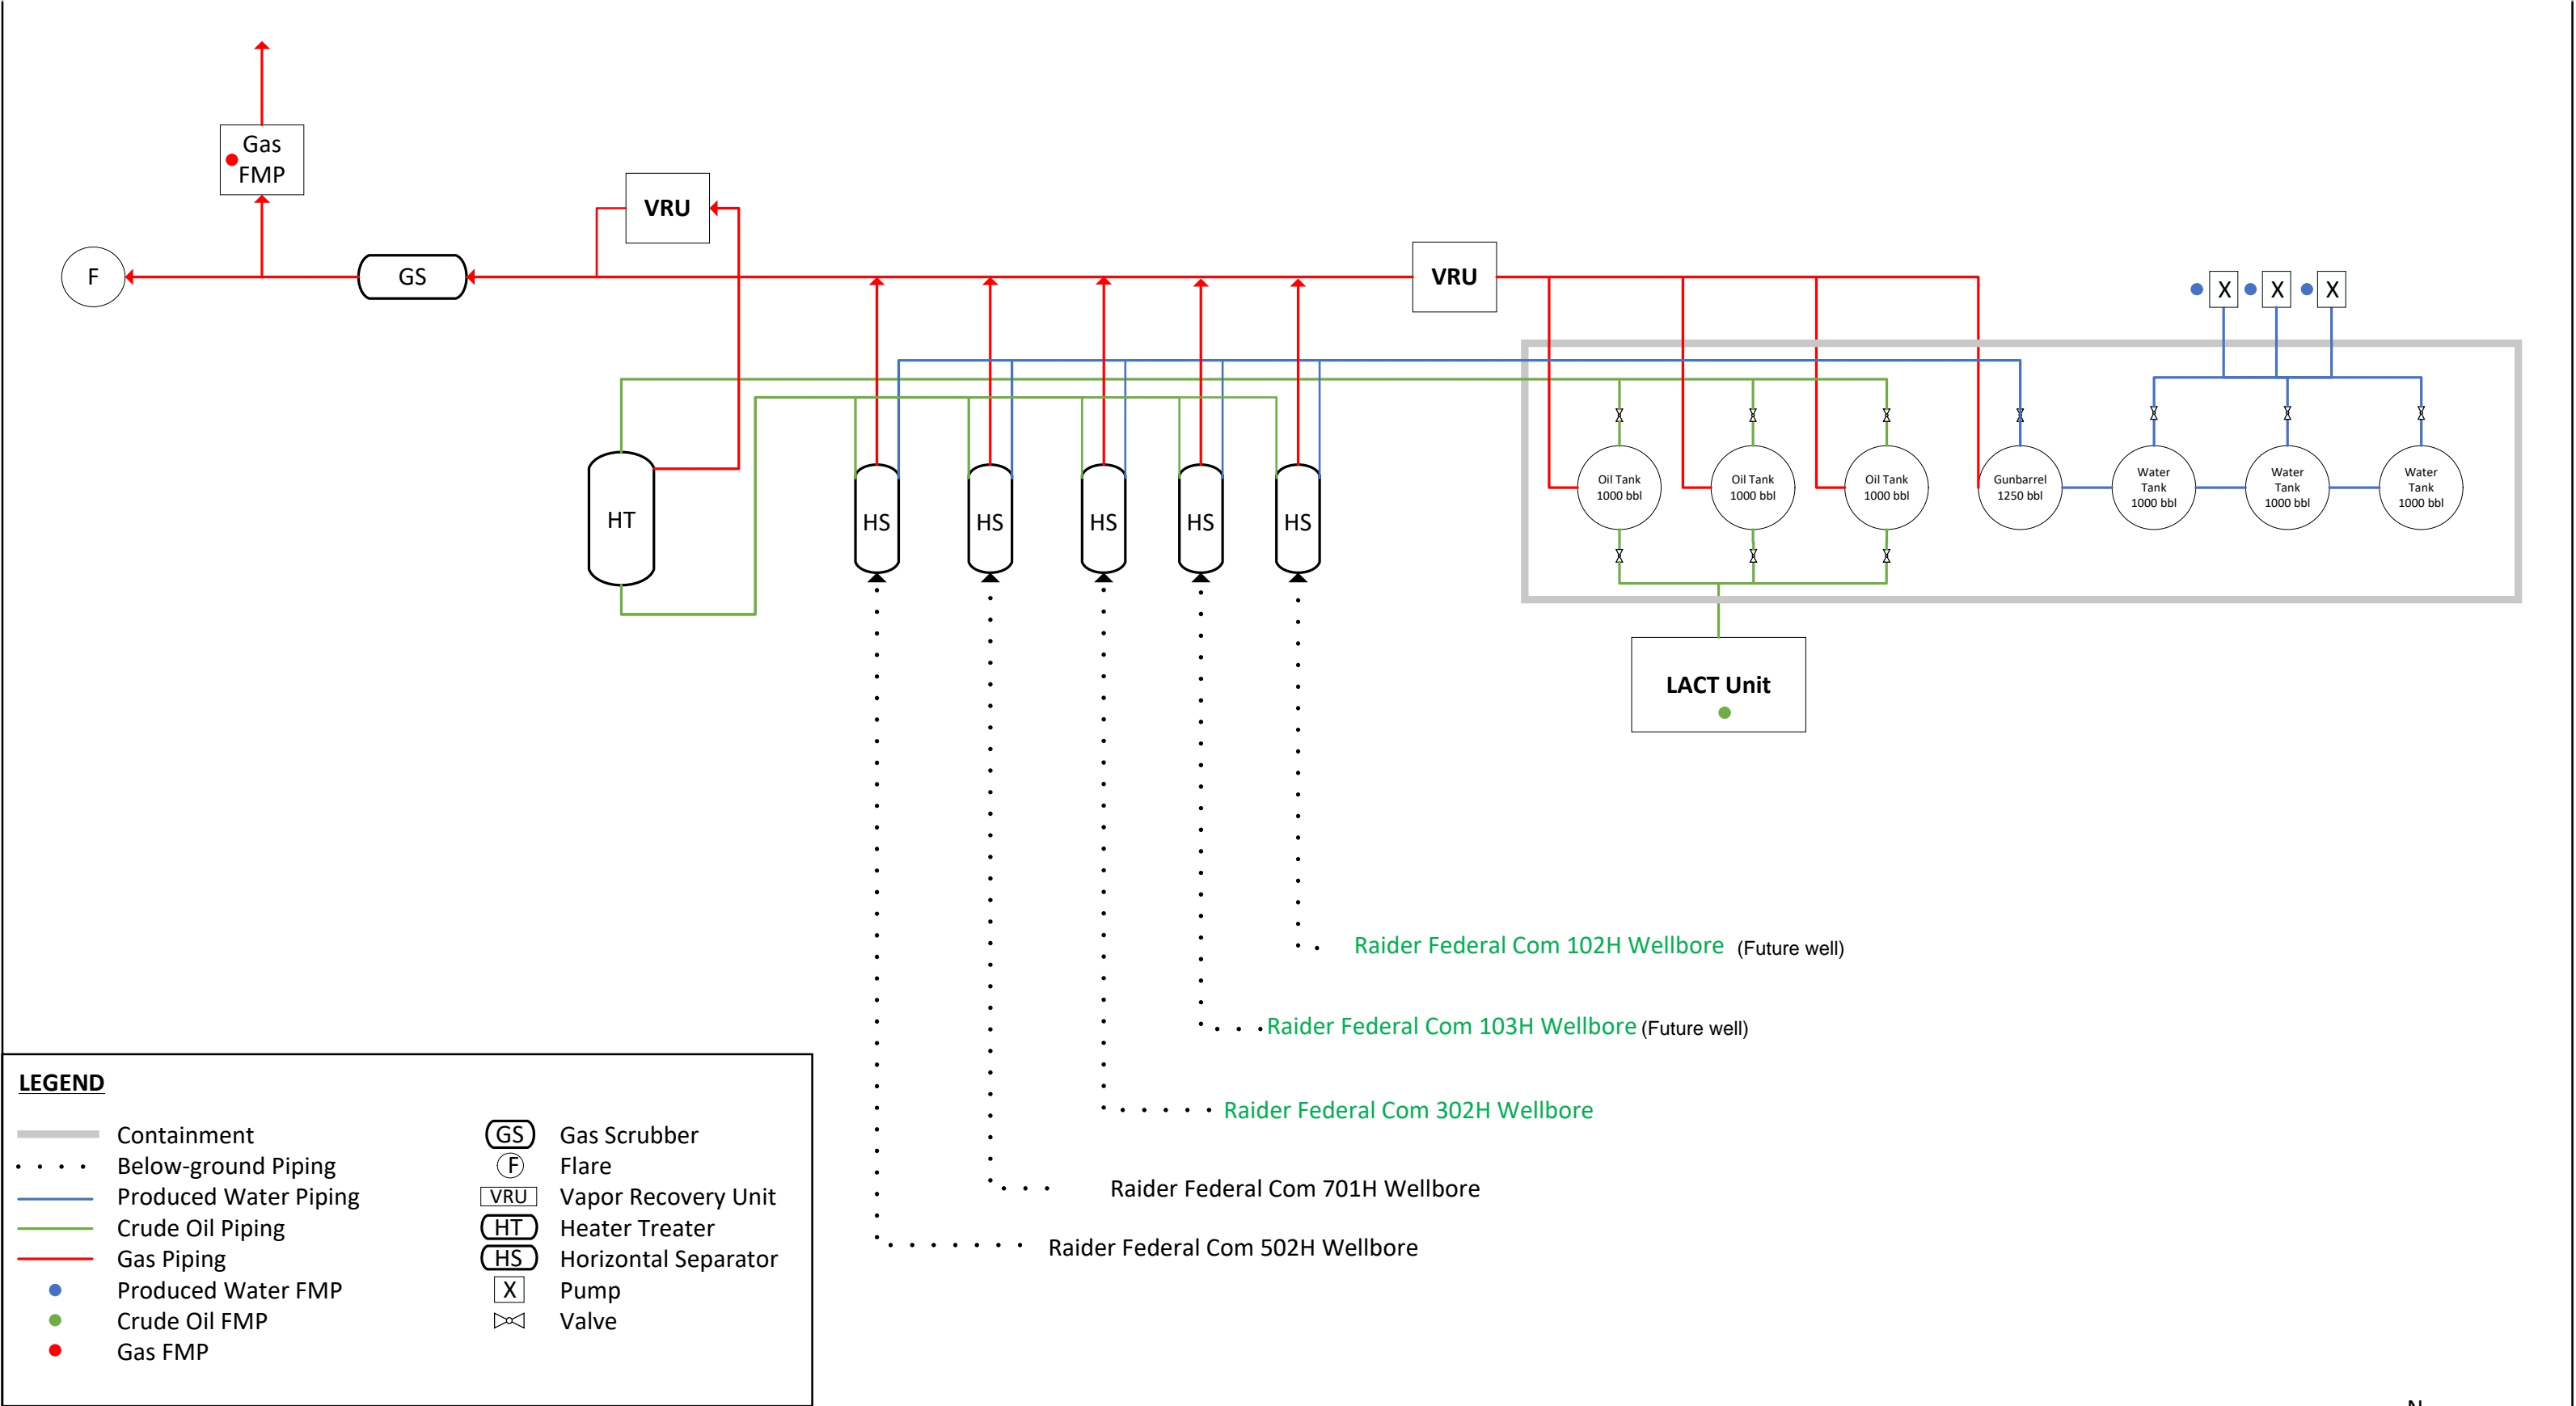 Gas
FMP
VRU
F
GS
VRU
X
X
X
HT
HS
HS
HS
HS
HS
Oil Tank
1000 bbl
Oil Tank
1000 bbl
Oil Tank
1000 bbl
Gunbarrel
1250 bbl
Water
Tank
1000 bbl
Water
Tank
1000 bbl
Water
Tank
1000 bbl
LACT Unit
Raider Federal Com 102H Wellbore (Future well)
Raider Federal Com 103H Wellbore (Future well)
Raider Federal Com 302H Wellbore
Raider Federal Com 701H Wellbore
Raider Federal Com 502H Wellbore
LEGEND
Containment
Below-ground Piping
Produced Water Piping
Crude Oil Piping
Gas Piping
Produced Water FMP
Crude Oil FMP
Gas FMP
GS Gas Scrubber
F Flare
VRU Vapor Recovery Unit
HT Heater Treater
HS Horizontal Separator
X Pump
Valve
N